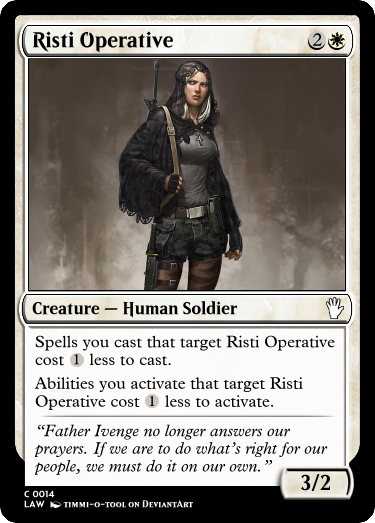 Risti Operative 2
Creature — Human Soldier
Spells you cast that target Risti Operative
cost 1 less to cast.
Abilities you activate that target Risti
Operative cost 1 less to activate.
“Father Ivenge no longer answers our
prayers. If we are to do what’s right for our
people, we must do it on our own.”
3/2
C 0014
LAW TIMMI-O-TOOL ON DEVIANTART